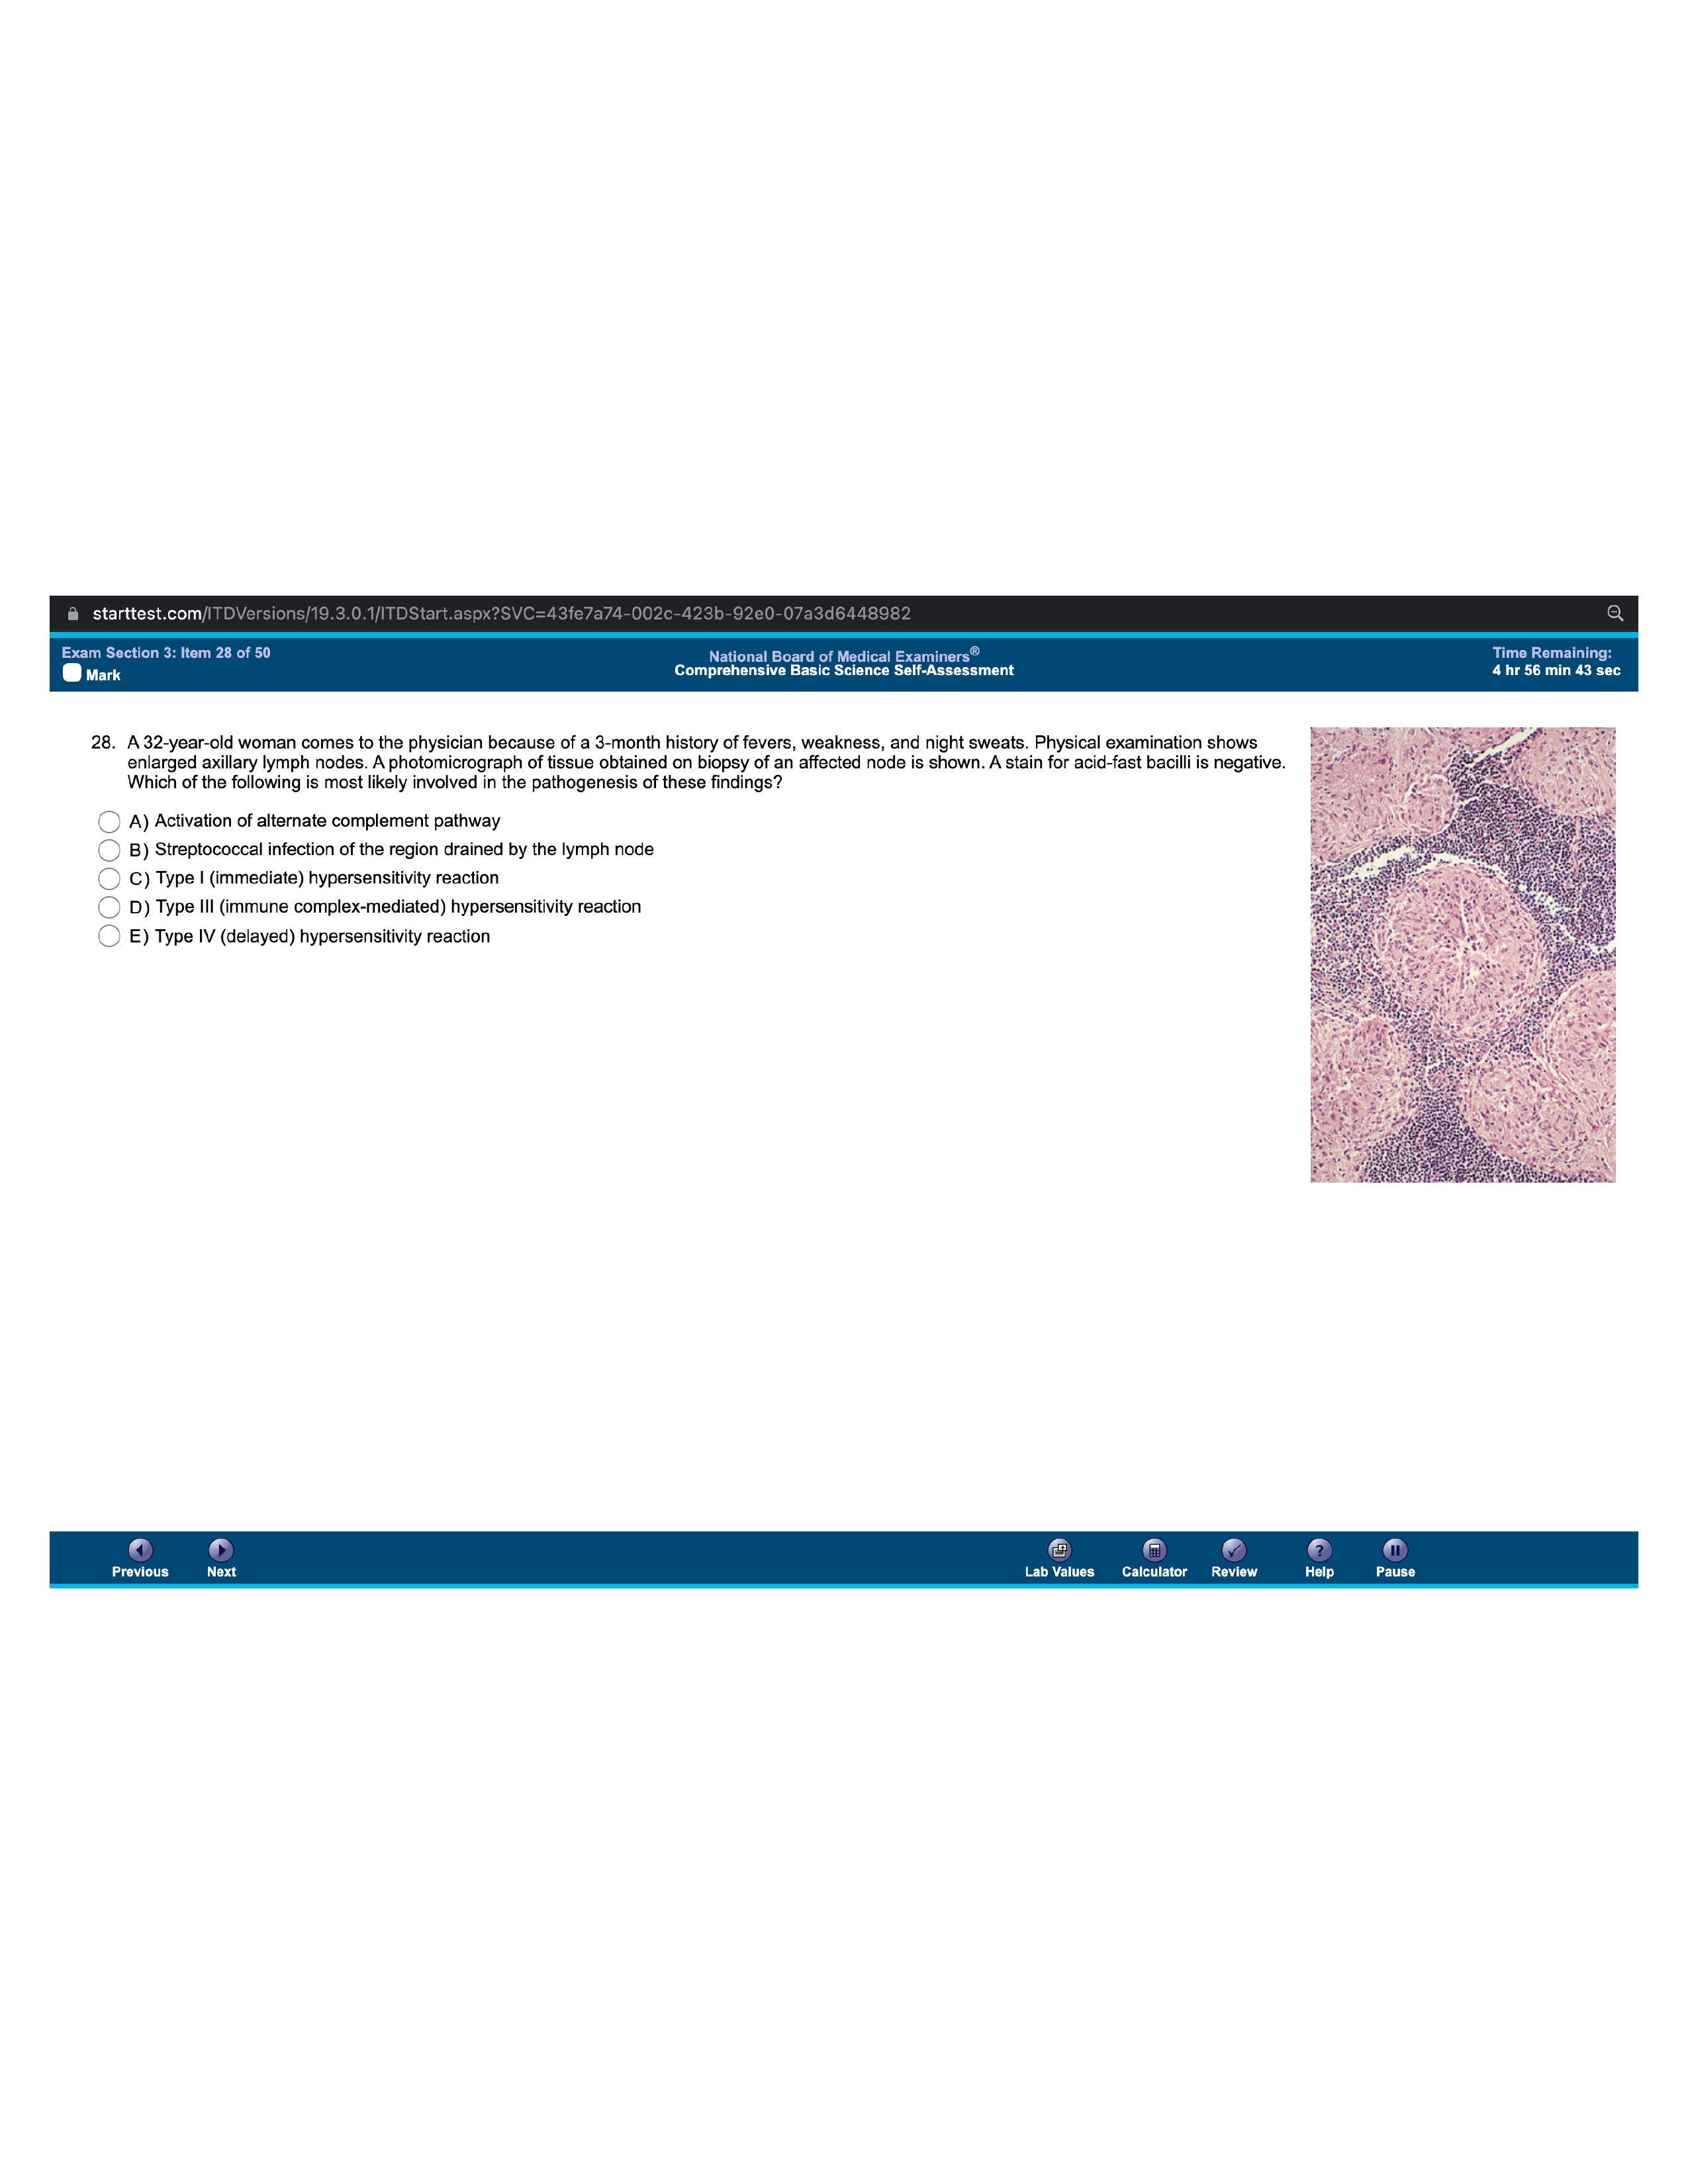 starttest.com/ITDVersions/19.3.0.1/ITDStart.aspx?SVC=43fe7a74-002c-423b-92e0-07a3d6448982
Exam Section 3: Item 28 of 50
National Board of Medical Examiners®
Time Remaining:
Mark
Comprehensive Basic Science Self-Assessment
4 hr 56 min 43 sec
28. A 32-year-old woman comes to the physician because of a 3-month history of fevers, weakness, and night sweats. Physical examination shows
enlarged axillary lymph nodes. A photomicrograph of tissue obtained on biopsy of an affected node is shown. A stain for acid-fast bacilli is negative.
Which of the following is most likely involved in the pathogenesis of these findings?
A) Activation of alternate complement pathway
B) Streptococcal infection of the region drained by the lymph node
C) Type I (immediate) hypersensitivity reaction
D) Type III (immune complex-mediated) hypersensitivity reaction
E) Type IV (delayed) hypersensitivity reaction
Previous
Next
Lab Values
Calculator
Review
Help
Pause